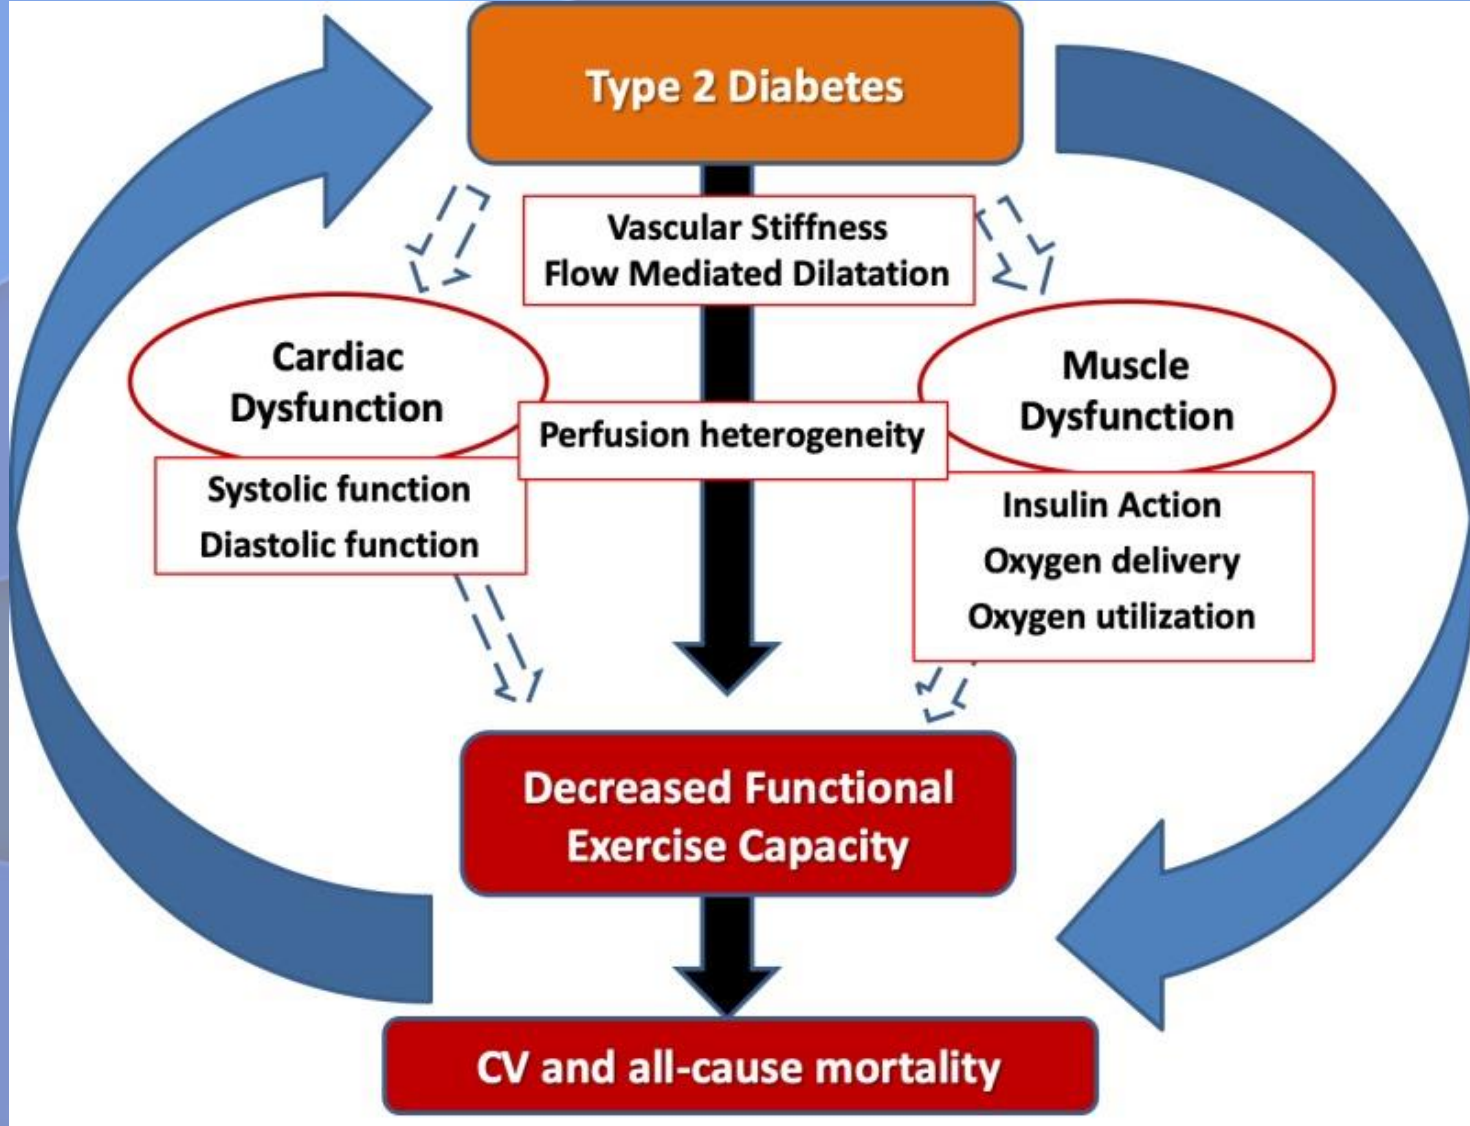 Type 2 Diabetes
Vascular Stiffness
Flow Mediated Dilatation
Cardiac
Dysfunction
Muscle
Dysfunction
Perfusion heterogeneity
Systolic function
Diastolic function
Insulin Action
Oxygen delivery
Oxygen utilization
Decreased Functional
Exercise Capacity
CV and all-cause mortality